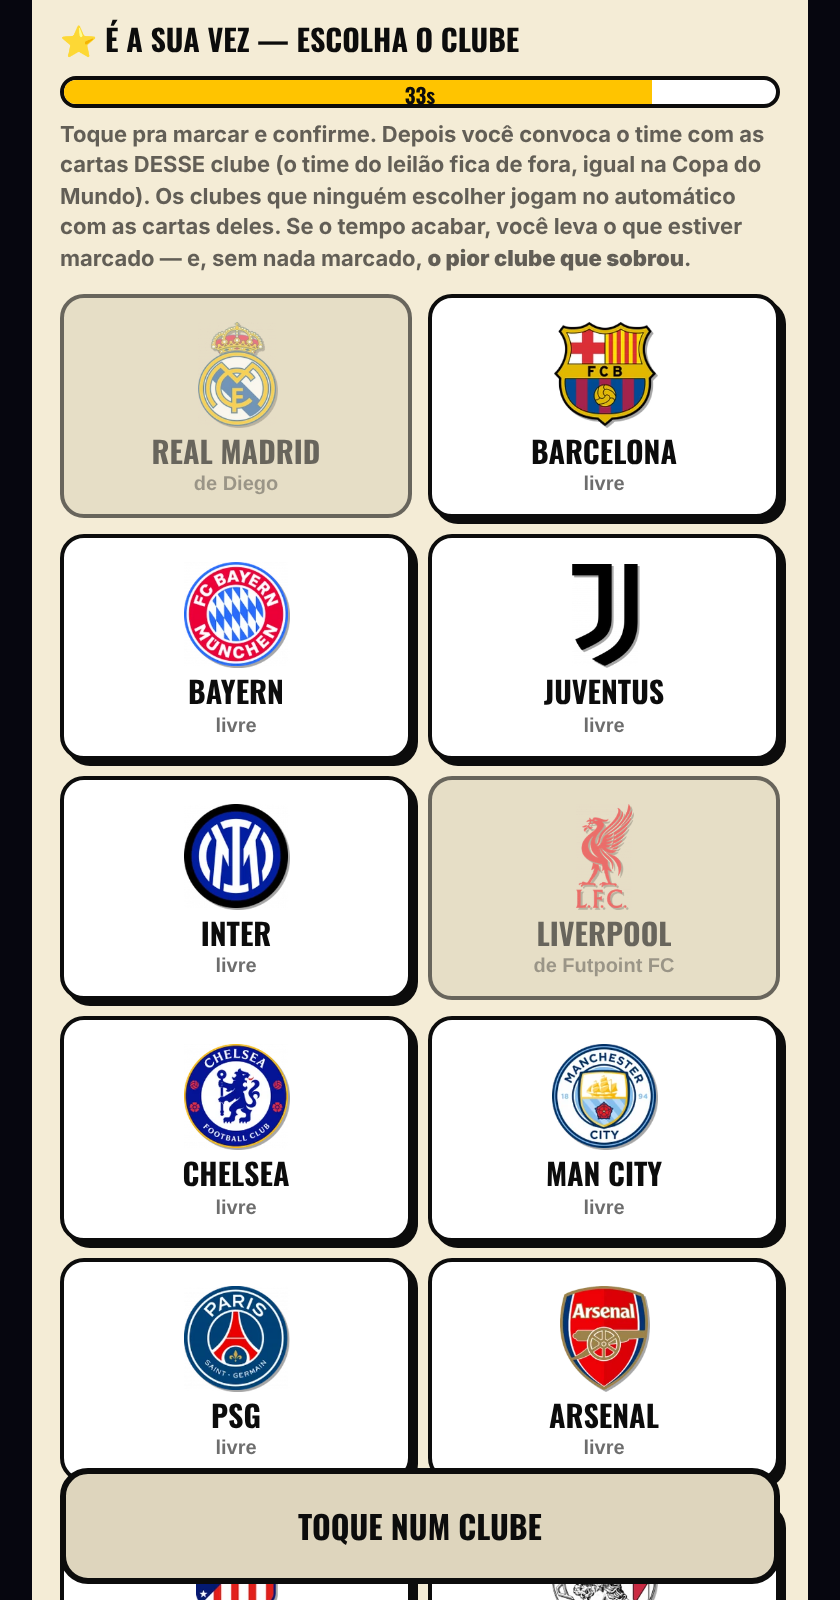 ⭐ É A SUA VEZ — ESCOLHA O CLUBE
33s
Toque pra marcar e confirme. Depois você convoca o time com as
cartas DESSE clube (o time do leilão fica de fora, igual na Copa do
Mundo). Os clubes que ninguém escolher jogam no automático
com as cartas deles. Se o tempo acabar, você leva o que estiver
marcado — e, sem nada marcado, o pior clube que sobrou.
REAL MADRID
de Diego
FCB
BARCELONA
livre
FC BAYERN
MÜNCHEN
BAYERN
livre
JUVENTUS
livre
INTER
livre
L.F.C.
LIVERPOOL
de Futpoint FC
CHELSEA
FOOTBALL CLUB
CHELSEA
livre
MANCHESTER
18 94
CITY
MAN CITY
livre
PARIS
SAINT-GERMAIN
PSG
livre
Arsenal
ARSENAL
livre
TOQUE NUM CLUBE